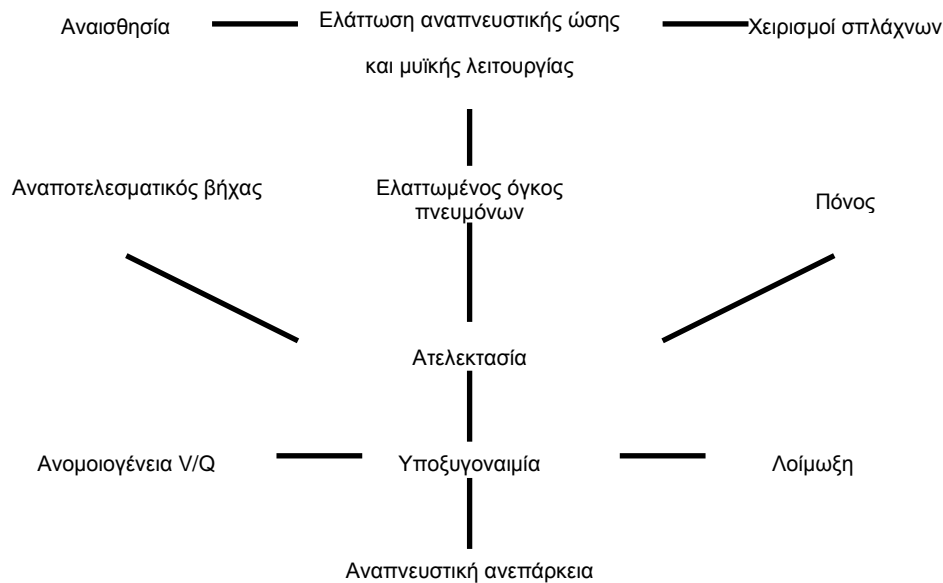 Αναισθησία
Ελάττωση αναπνευστικής ώσης
και μυϊκής λειτουργίας
Χειρισμοί σπλάχνων
Αναποτελεσματικός βήχας
Ελαττωμένος όγκος
πνευμόνων
Πόνος
Ατελεκτασία
Ανομοιογένεια V/Q
Υποξυγοναιμία
Λοίμωξη
Αναπνευστική ανεπάρκεια